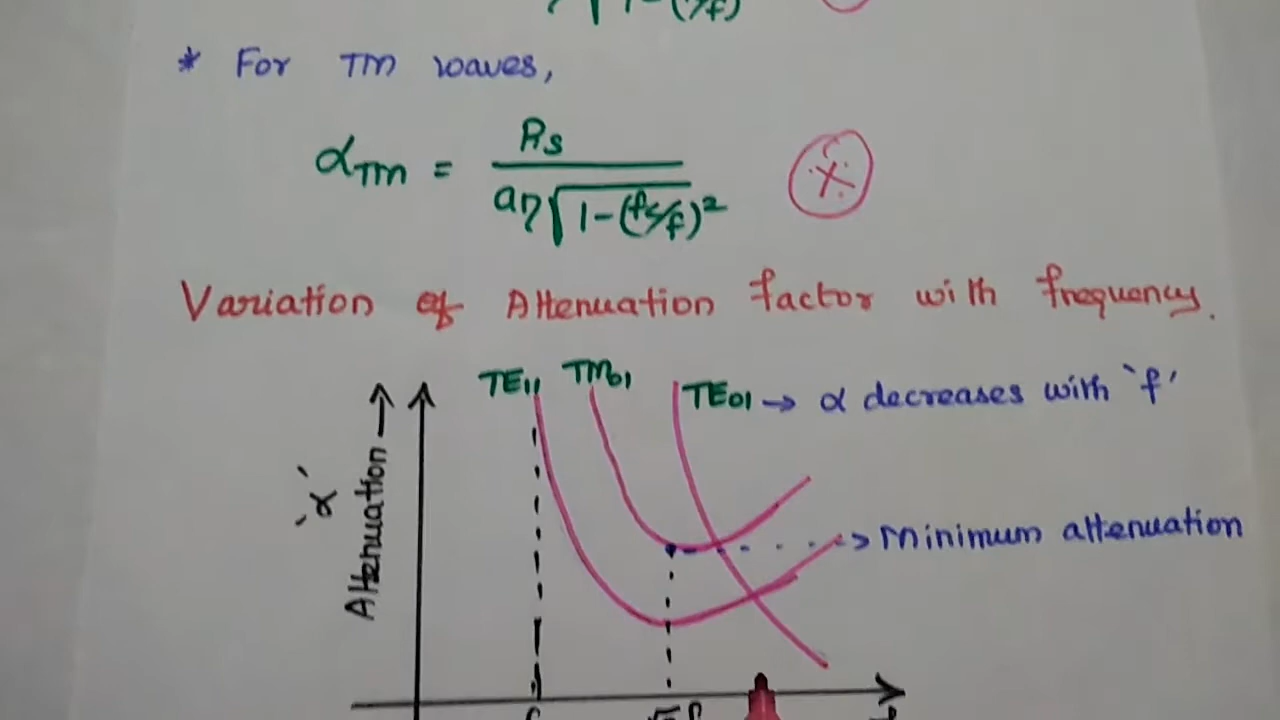 √1-(/f)
* For TM waves,
αTM = Rs / aη√1-(fc/f)²
Variation of Attenuation factor with frequency.
TE11 TM01 TE01 → α decreases with 'f'
Attenuation → 'α'
→ Minimum attenuation